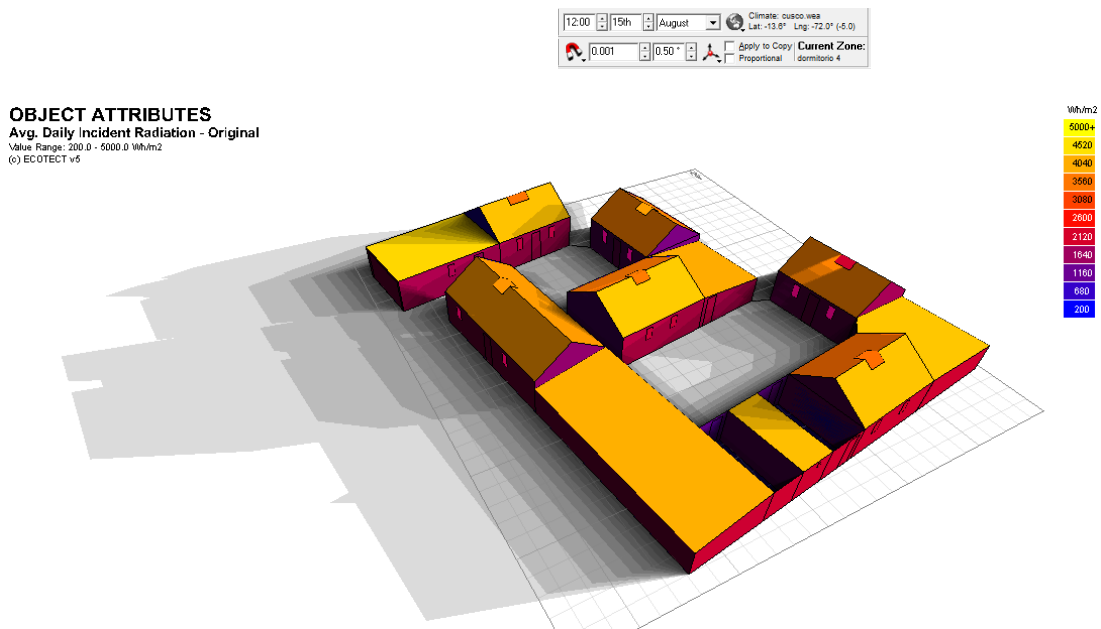 12:00 15th August Climate: cusco.wea
Lat: -13.6° Lng: -72.0° (-5.0)
0.001 0.50 ° Apply to Copy Current Zone:
Proportional dormitorio 4
OBJECT ATTRIBUTES
Avg. Daily Incident Radiation - Original
Value Range: 200.0 - 5000.0 Wh/m2
(c) ECOTECT v5
Wh/m2
5000+
4520
4040
3560
3080
2600
2120
1640
1160
680
200